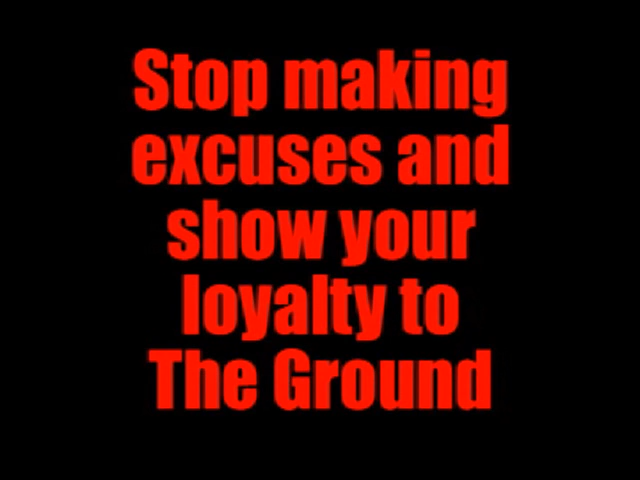 Stop making
excuses and
show your
loyalty to
The Ground